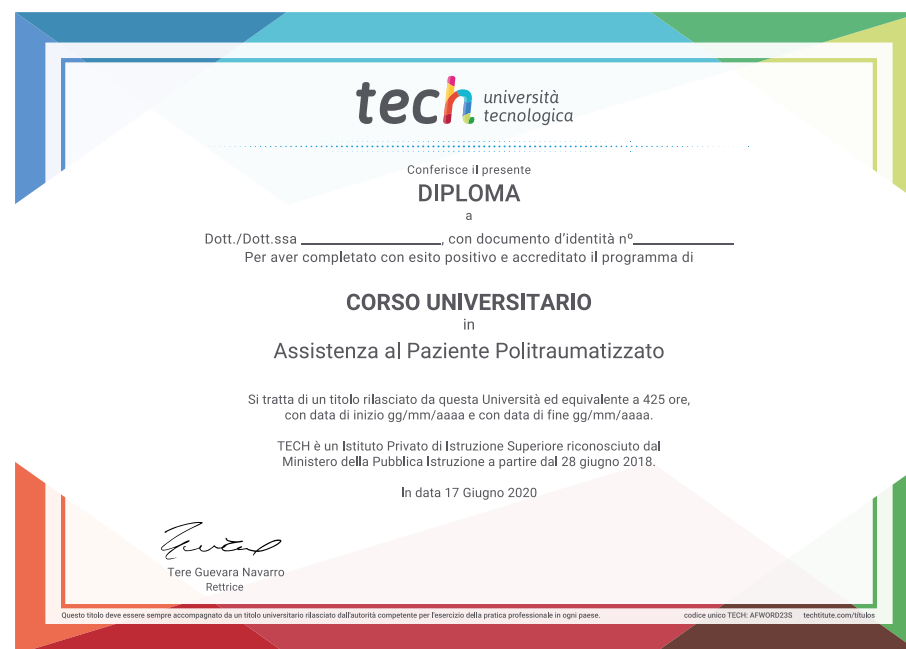 tech università
tecnologica
Conferisce il presente
DIPLOMA
a
Dott./Dott.ssa ____________________, con documento d'identità nº______________
Per aver completato con esito positivo e accreditato il programma di
CORSO UNIVERSITARIO
in
Assistenza al Paziente Politraumatizzato
Si tratta di un titolo rilasciato da questa Università ed equivalente a 425 ore,
con data di inizio gg/mm/aaaa e con data di fine gg/mm/aaaa.
TECH è un Istituto Privato di Istruzione Superiore riconosciuto dal
Ministero della Pubblica Istruzione a partire dal 28 giugno 2018.
In data 17 Giugno 2020
Tere Guevara Navarro
Rettrice
Questo titolo deve essere sempre accompagnato da un titolo universitario rilasciato dall'autorità competente per l'esercizio della pratica professionale in ogni paese.
codice unico TECH: AFWORD23S techtitute.com/titulos